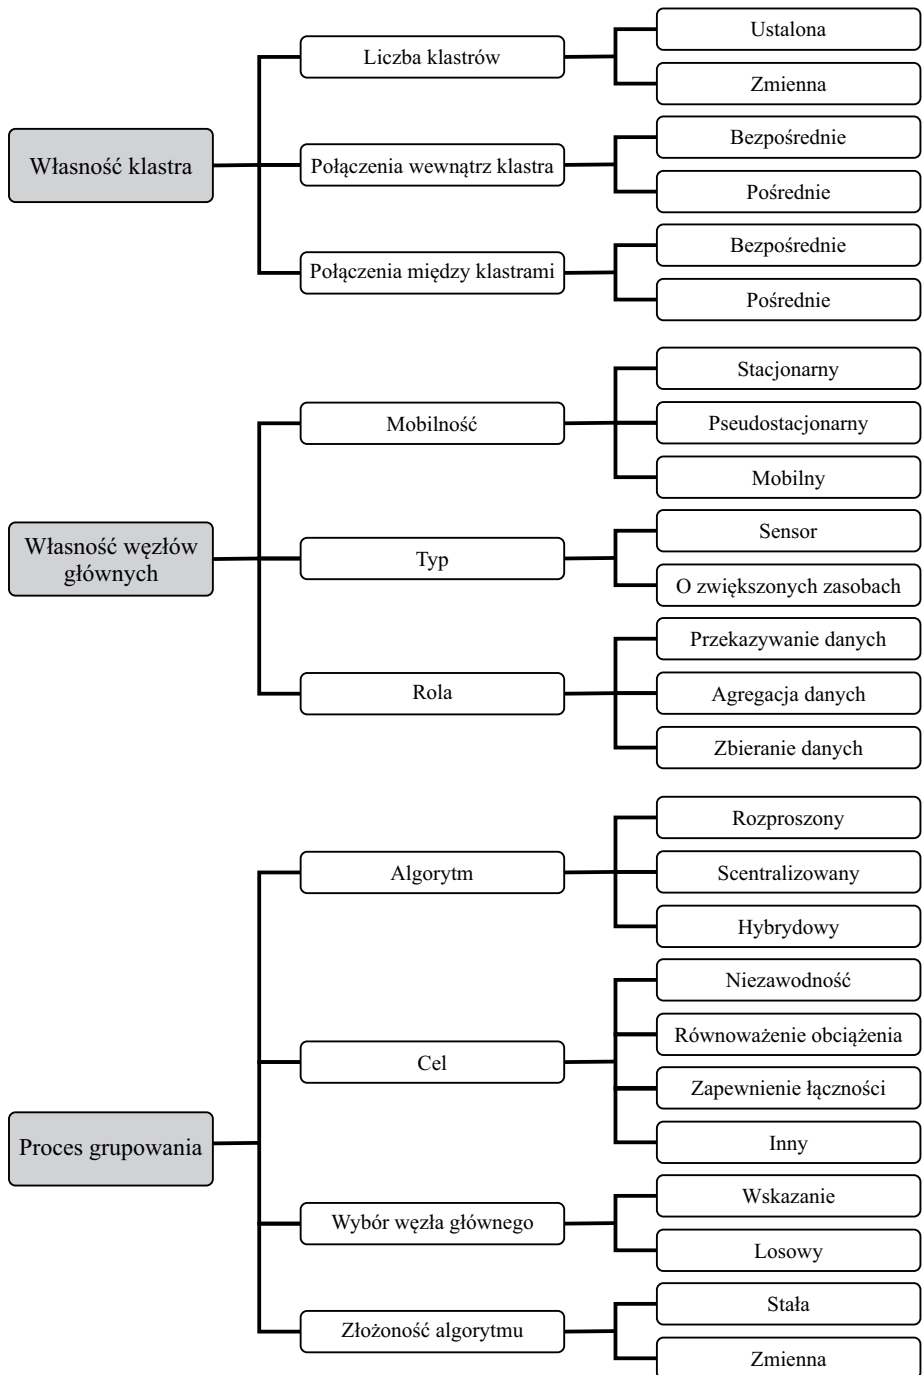 Własność klastra
Liczba klastrów
Ustalona
Zmienna
Połączenia wewnątrz klastra
Bezpośrednie
Pośrednie
Połączenia między klastrami
Bezpośrednie
Pośrednie
Własność węzłów
głównych
Mobilność
Stacjonarny
Pseudostacjonarny
Mobilny
Typ
Sensor
O zwiększonych zasobach
Rola
Przekazywanie danych
Agregacja danych
Zbieranie danych
Proces grupowania
Algorytm
Rozproszony
Scentralizowany
Hybrydowy
Cel
Niezawodność
Równoważenie obciążenia
Zapewnienie łączności
Inny
Wybór węzła głównego
Wskazanie
Losowy
Złożoność algorytmu
Stała
Zmienna